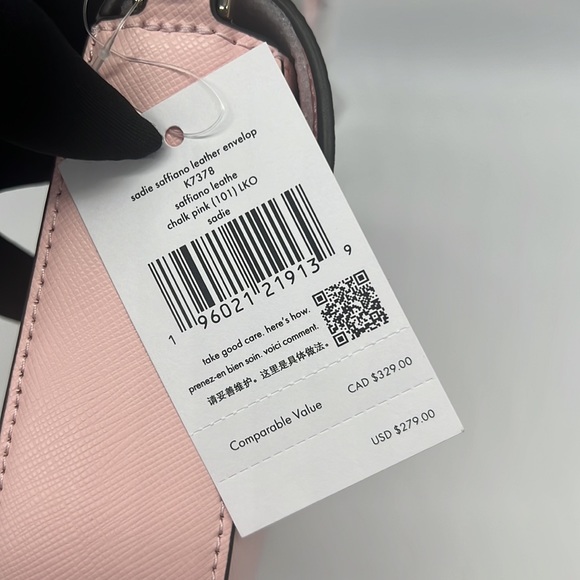 sadie saffiano leather envelop
K7378
saffiano leathe
chalk pink (101) LKO
sadie
1 96021 21913 9
take good care. here's how.
prenez-en bien soin. voici comment.
请妥善维护。这里是具体做法。
Comparable Value CAD $329.00
USD $279.00